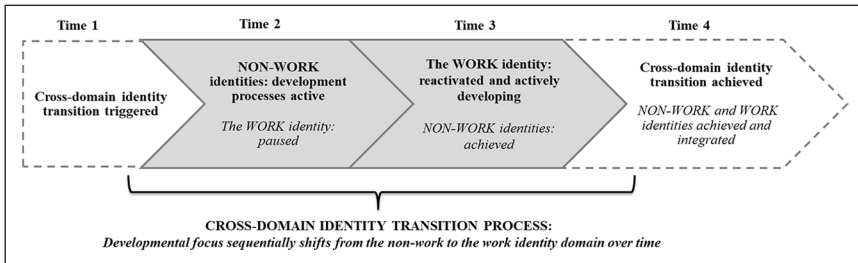 Time 1
Time 2
Time 3
Time 4
Cross-domain identity
transition triggered
NON-WORK
identities: development
processes active
The WORK identity:
paused
The WORK identity:
reactivated and actively
developing
NON-WORK identities:
achieved
Cross-domain identity
transition achieved
NON-WORK and WORK
identities achieved and
integrated
CROSS-DOMAIN IDENTITY TRANSITION PROCESS:
Developmental focus sequentially shifts from the non-work to the work identity domain over time